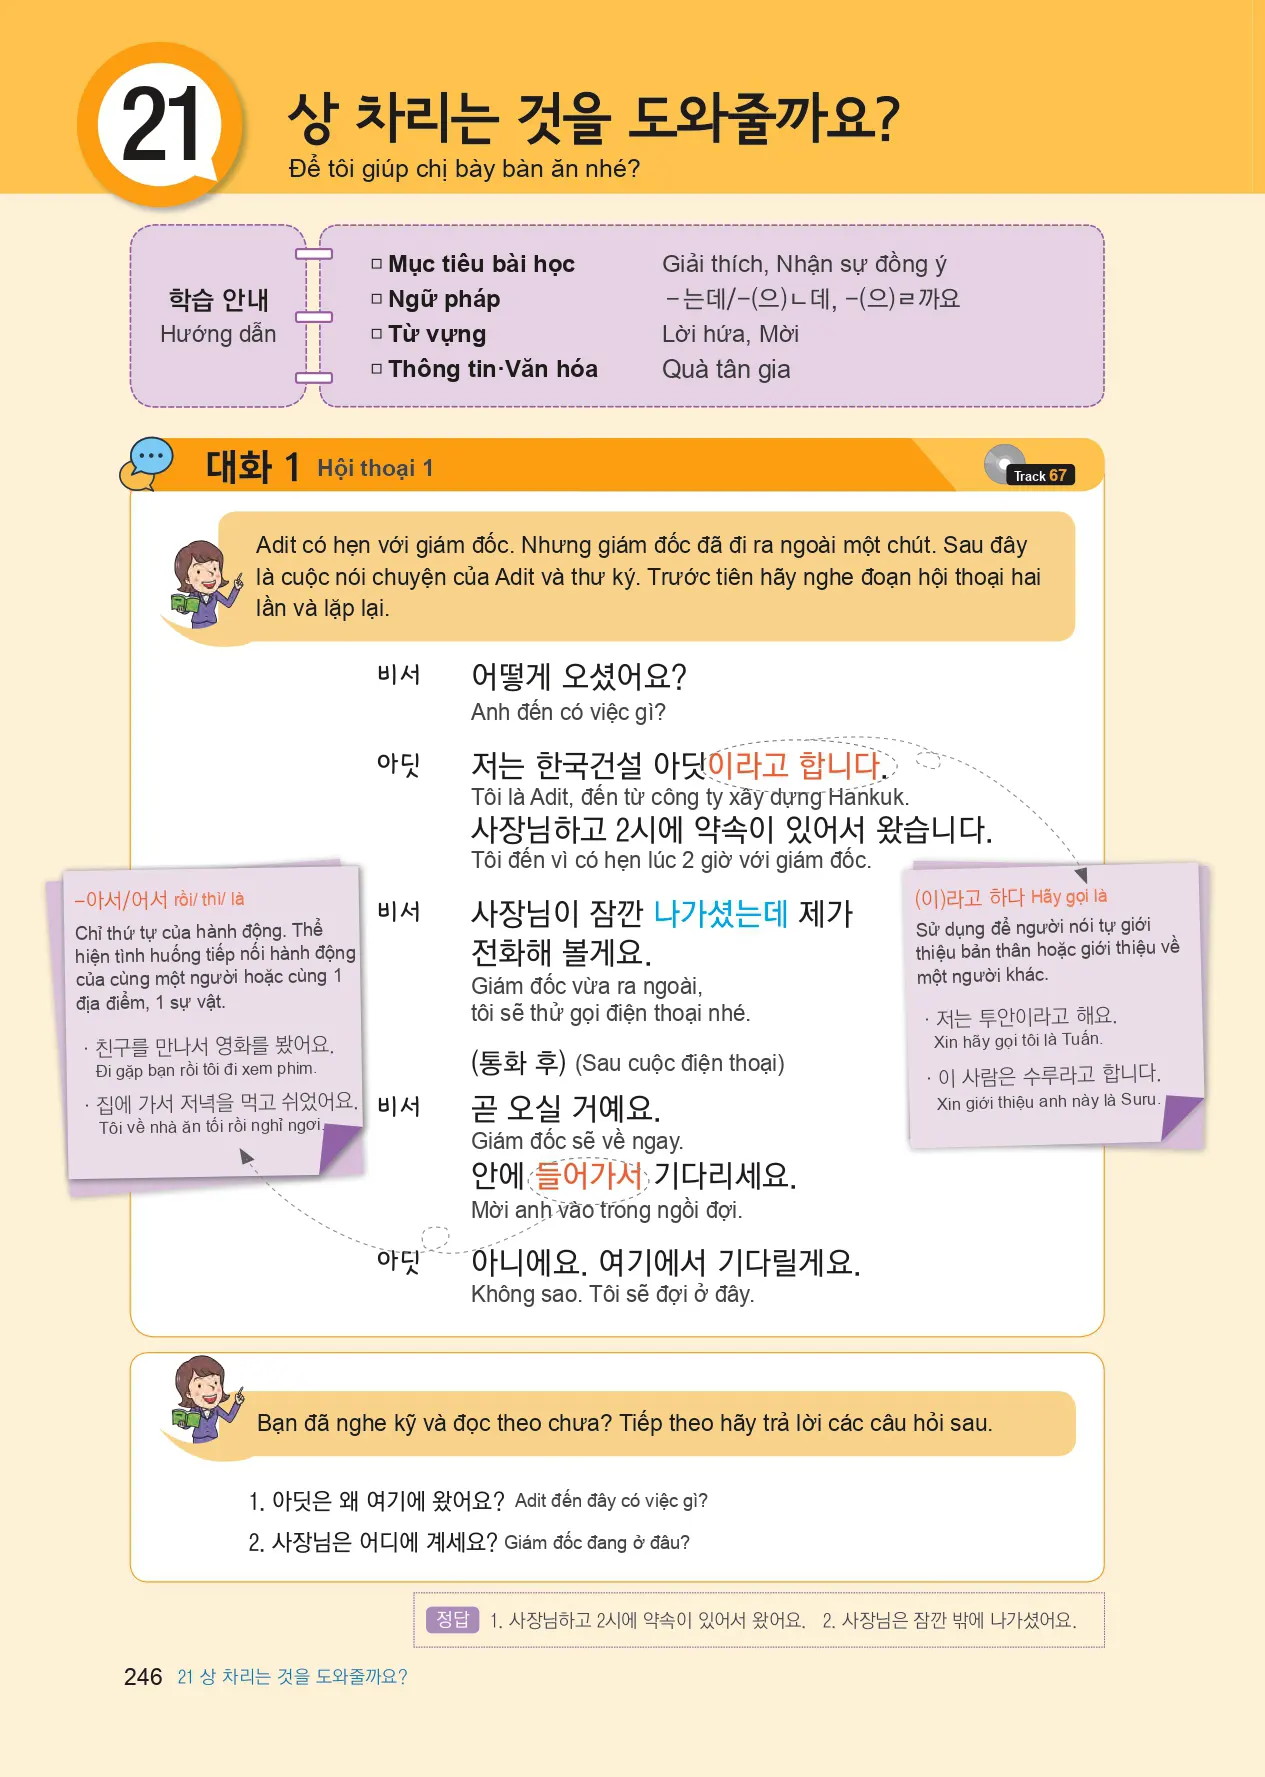 21
상 차리는 것을 도와줄까요?
Để tôi giúp chị bày bàn ăn nhé?
학습 안내
Hướng dẫn
□ Mục tiêu bài học Giải thích, Nhận sự đồng ý
□ Ngữ pháp －는데/－(으)ㄴ데, －(으)ㄹ까요
□ Từ vựng Lời hứa, Mời
□ Thông tin·Văn hóa Quà tân gia
대화 1 Hội thoại 1
Track 67
Adit có hẹn với giám đốc. Nhưng giám đốc đã đi ra ngoài một chút. Sau đây
là cuộc nói chuyện của Adit và thư ký. Trước tiên hãy nghe đoạn hội thoại hai
lần và lặp lại.
비서 어떻게 오셨어요?
Anh đến có việc gì?
아딧 저는 한국건설 아딧이라고 합니다.
Tôi là Adit, đến từ công ty xây dựng Hankuk.
사장님하고 2시에 약속이 있어서 왔습니다.
Tôi đến vì có hẹn lúc 2 giờ với giám đốc.
비서 사장님이 잠깐 나가셨는데 제가
전화해 볼게요.
Giám đốc vừa ra ngoài,
tôi sẽ thử gọi điện thoại nhé.
(통화 후) (Sau cuộc điện thoại)
비서 곧 오실 거예요.
Giám đốc sẽ về ngay.
안에 들어가서 기다리세요.
Mời anh vào trong ngồi đợi.
아딧 아니에요. 여기에서 기다릴게요.
Không sao. Tôi sẽ đợi ở đây.
–아서/어서 rồi/ thì/ là
Chỉ thứ tự của hành động. Thể
hiện tình huống tiếp nối hành động
của cùng một người hoặc cùng 1
địa điểm, 1 sự vật.
· 친구를 만나서 영화를 봤어요.
Đi gặp bạn rồi tôi đi xem phim.
· 집에 가서 저녁을 먹고 쉬었어요.
Tôi về nhà ăn tối rồi nghỉ ngơi.
(이)라고 하다 Hãy gọi là
Sử dụng để người nói tự giới
thiệu bản thân hoặc giới thiệu về
một người khác.
· 저는 투안이라고 해요.
Xin hãy gọi tôi là Tuấn.
· 이 사람은 수루라고 합니다.
Xin giới thiệu anh này là Suru.
Bạn đã nghe kỹ và đọc theo chưa? Tiếp theo hãy trả lời các câu hỏi sau.
1. 아딧은 왜 여기에 왔어요? Adit đến đây có việc gì?
2. 사장님은 어디에 계세요? Giám đốc đang ở đâu?
정답 1. 사장님하고 2시에 약속이 있어서 왔어요. 2. 사장님은 잠깐 밖에 나가셨어요.
246 21 상 차리는 것을 도와줄까요?